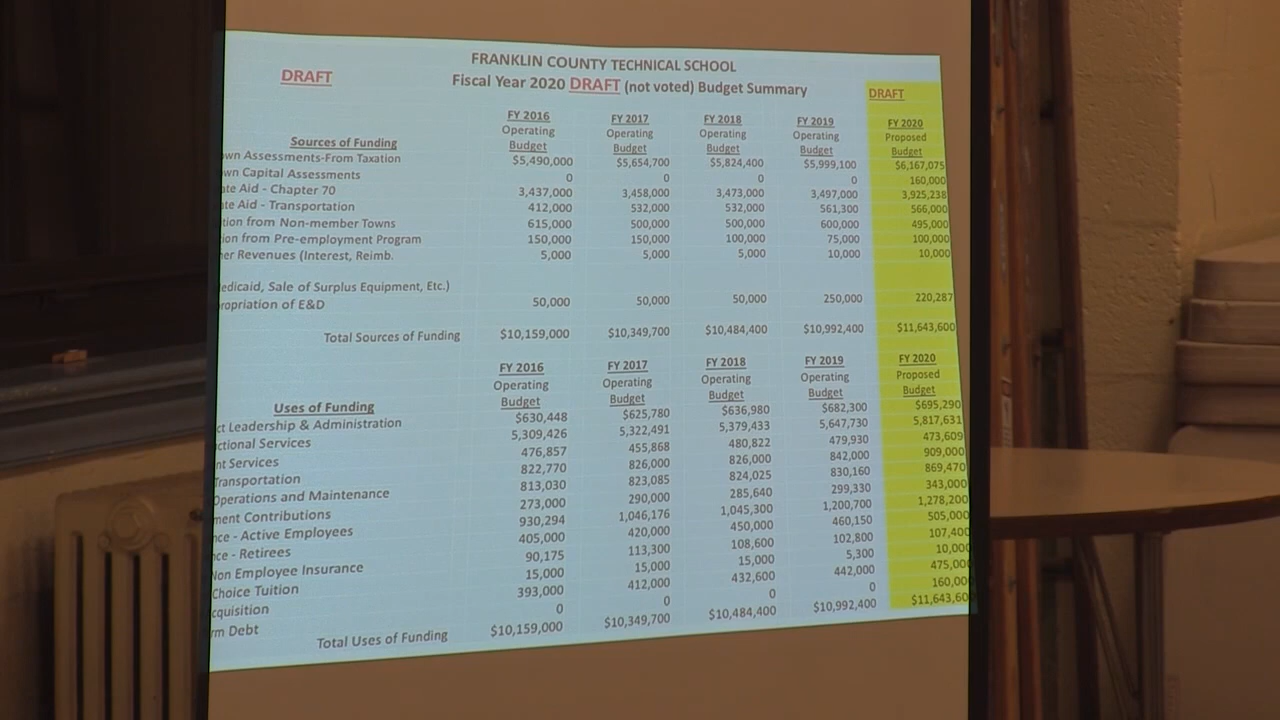 FRANKLIN COUNTY TECHNICAL SCHOOL
DRAFT Fiscal Year 2020 DRAFT (not voted) Budget Summary DRAFT
FY 2016 FY 2017 FY 2018 FY 2019 FY 2020
Operating Operating Operating Operating Proposed
Sources of Funding Budget Budget Budget Budget Budget
wn Assessments-From Taxation $5,490,000 $5,654,700 $5,824,400 $5,999,100 $6,167,075
wn Capital Assessments 0 0 0 0 160,000
ate Aid - Chapter 70 3,437,000 3,458,000 3,473,000 3,497,000 3,925,238
ate Aid - Transportation 412,000 532,000 532,000 561,300 566,000
tion from Non-member Towns 615,000 500,000 500,000 600,000 495,000
ion from Pre-employment Program 150,000 150,000 100,000 75,000 100,000
er Revenues (Interest, Reimb. 5,000 5,000 5,000 10,000 10,000
edicaid, Sale of Surplus Equipment, Etc.)
ropriation of E&D 50,000 50,000 50,000 250,000 220,287
Total Sources of Funding $10,159,000 $10,349,700 $10,484,400 $10,992,400 $11,643,600
FY 2016 FY 2017 FY 2018 FY 2019 FY 2020
Operating Operating Operating Operating Proposed
Uses of Funding Budget Budget Budget Budget Budget
ct Leadership & Administration $630,448 $625,780 $636,980 $682,300 $695,290
ctional Services 5,309,426 5,322,491 5,379,433 5,647,730 5,817,631
nt Services 476,857 455,868 480,822 479,930 473,609
Transportation 822,770 826,000 826,000 842,000 909,000
Operations and Maintenance 813,030 823,085 824,025 830,160 869,470
ment Contributions 273,000 290,000 285,640 299,330 343,000
nce - Active Employees 930,294 1,046,176 1,045,300 1,200,700 1,278,200
nce - Retirees 405,000 420,000 450,000 460,150 505,000
Non Employee Insurance 90,175 113,300 108,600 102,800 107,400
Choice Tuition 15,000 15,000 15,000 5,300 10,000
cquisition 393,000 412,000 432,600 442,000 475,000
rm Debt 0 0 0 0 160,000
Total Uses of Funding $10,159,000 $10,349,700 $10,484,400 $10,992,400 $11,643,60